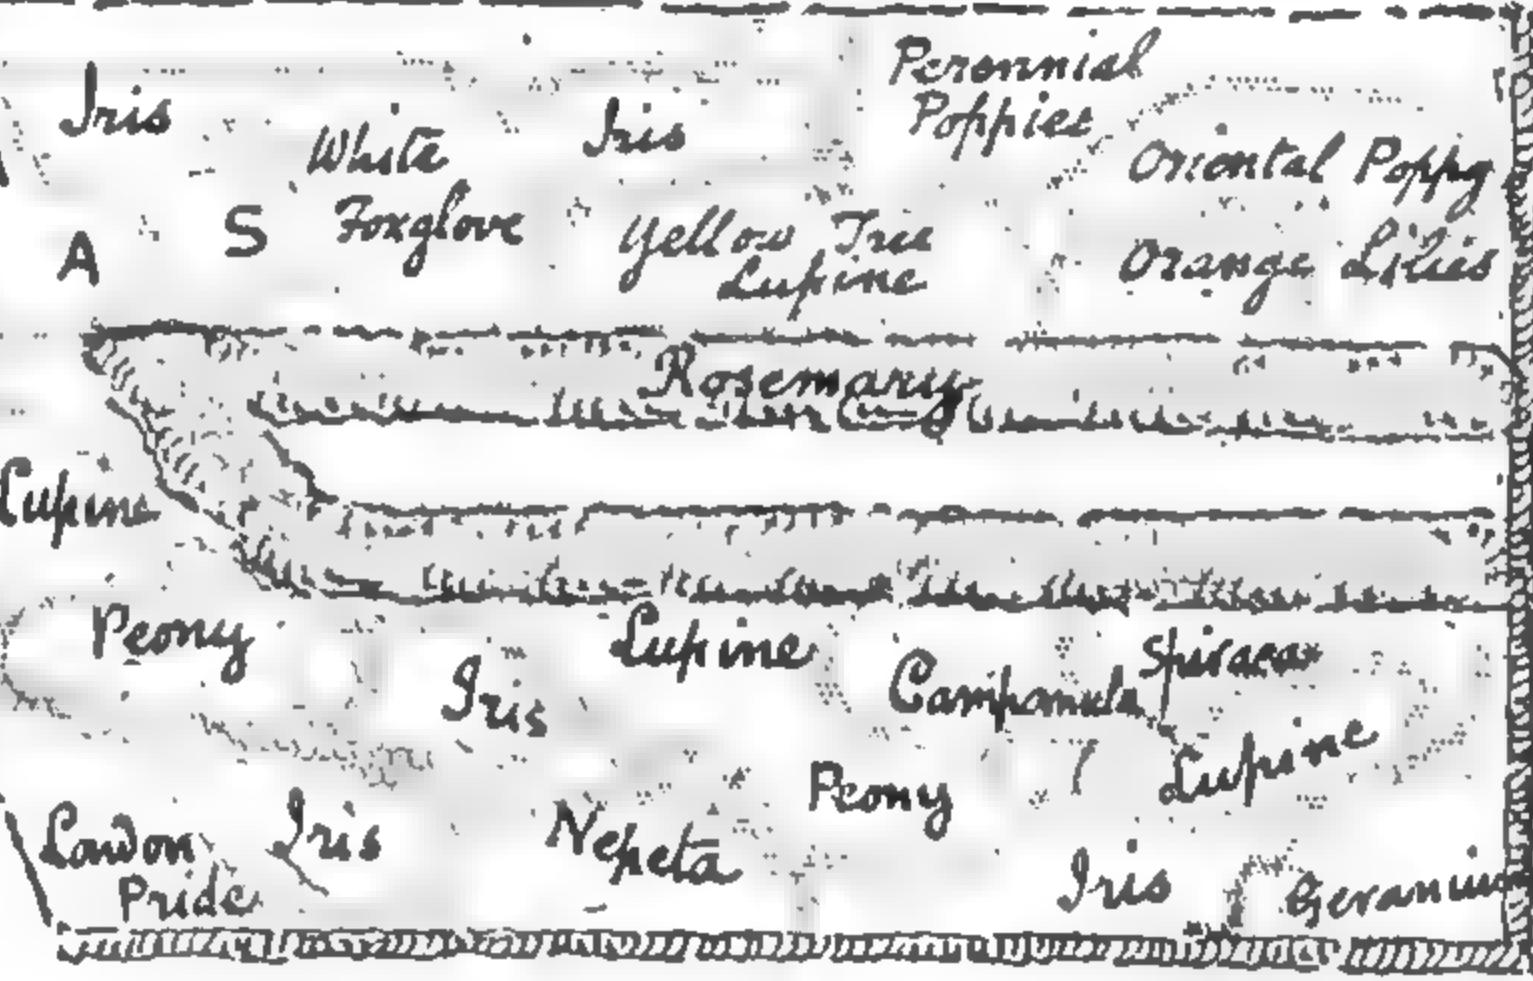 Iris
White
Foxglove
Iris
Perennial
Poppies
Oriental Poppy
A
S
Yellow Tree
Lupine
Orange Lilies
Rosemary
Lupine
Peony
Iris
Lupine
Campanula
Spiraeas
Lupine
Peony
London
Pride
Iris
Nepeta
Iris
Geranium